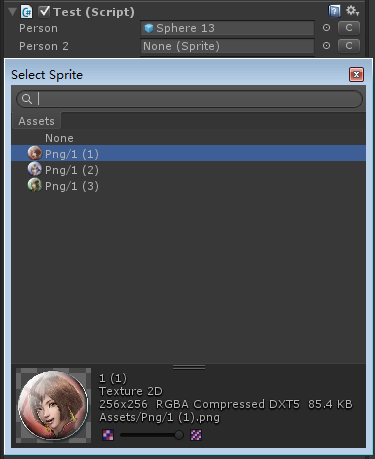 Test (Script)
Person Sphere 13 C
Person 2 None (Sprite) C
Select Sprite
Assets
None
Png/1 (1)
Png/1 (2)
Png/1 (3)
1 (1)
Texture 2D
256x256 RGBA Compressed DXT5 85.4 KB
Assets/Png/1 (1).png